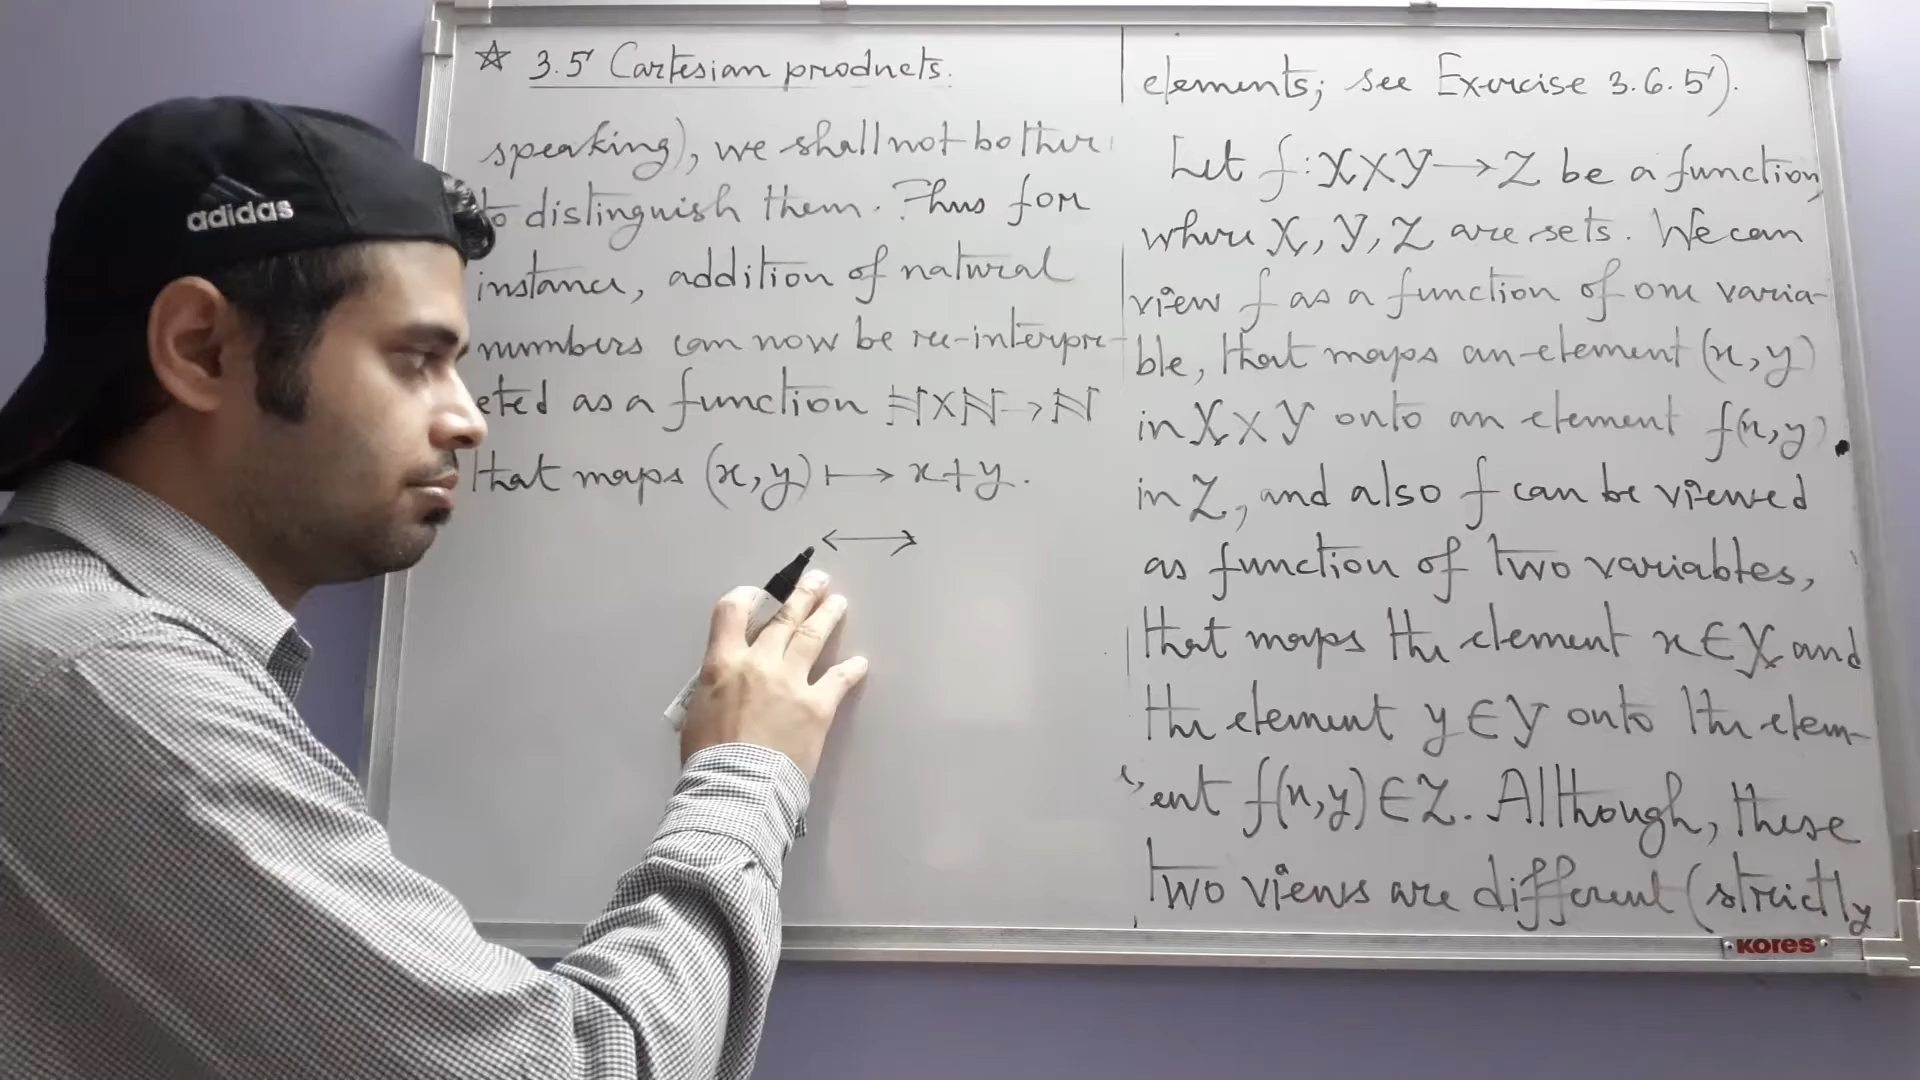 ☆ 3.5 Cartesian products.
speaking), we shall not bother
to distinguish them. Thus for
instance, addition of natural
numbers can now be re-interpre-
eted as a function ℕ×ℕ→ℕ
that maps (x,y) ↦ x+y.
↔
elements; see Exercise 3.6.5).
Let f: X×Y→Z be a function,
where X, Y, Z are sets. We can
view f as a function of one varia-
ble, that maps an element (x,y)
in X×Y onto an element f(x,y)
in Z, and also f can be viewed
as function of two variables,
that maps the element x∈X and
the element y∈Y onto the elem-
ent f(x,y)∈Z. Although, these
two views are different (strictly
adidas
KORES